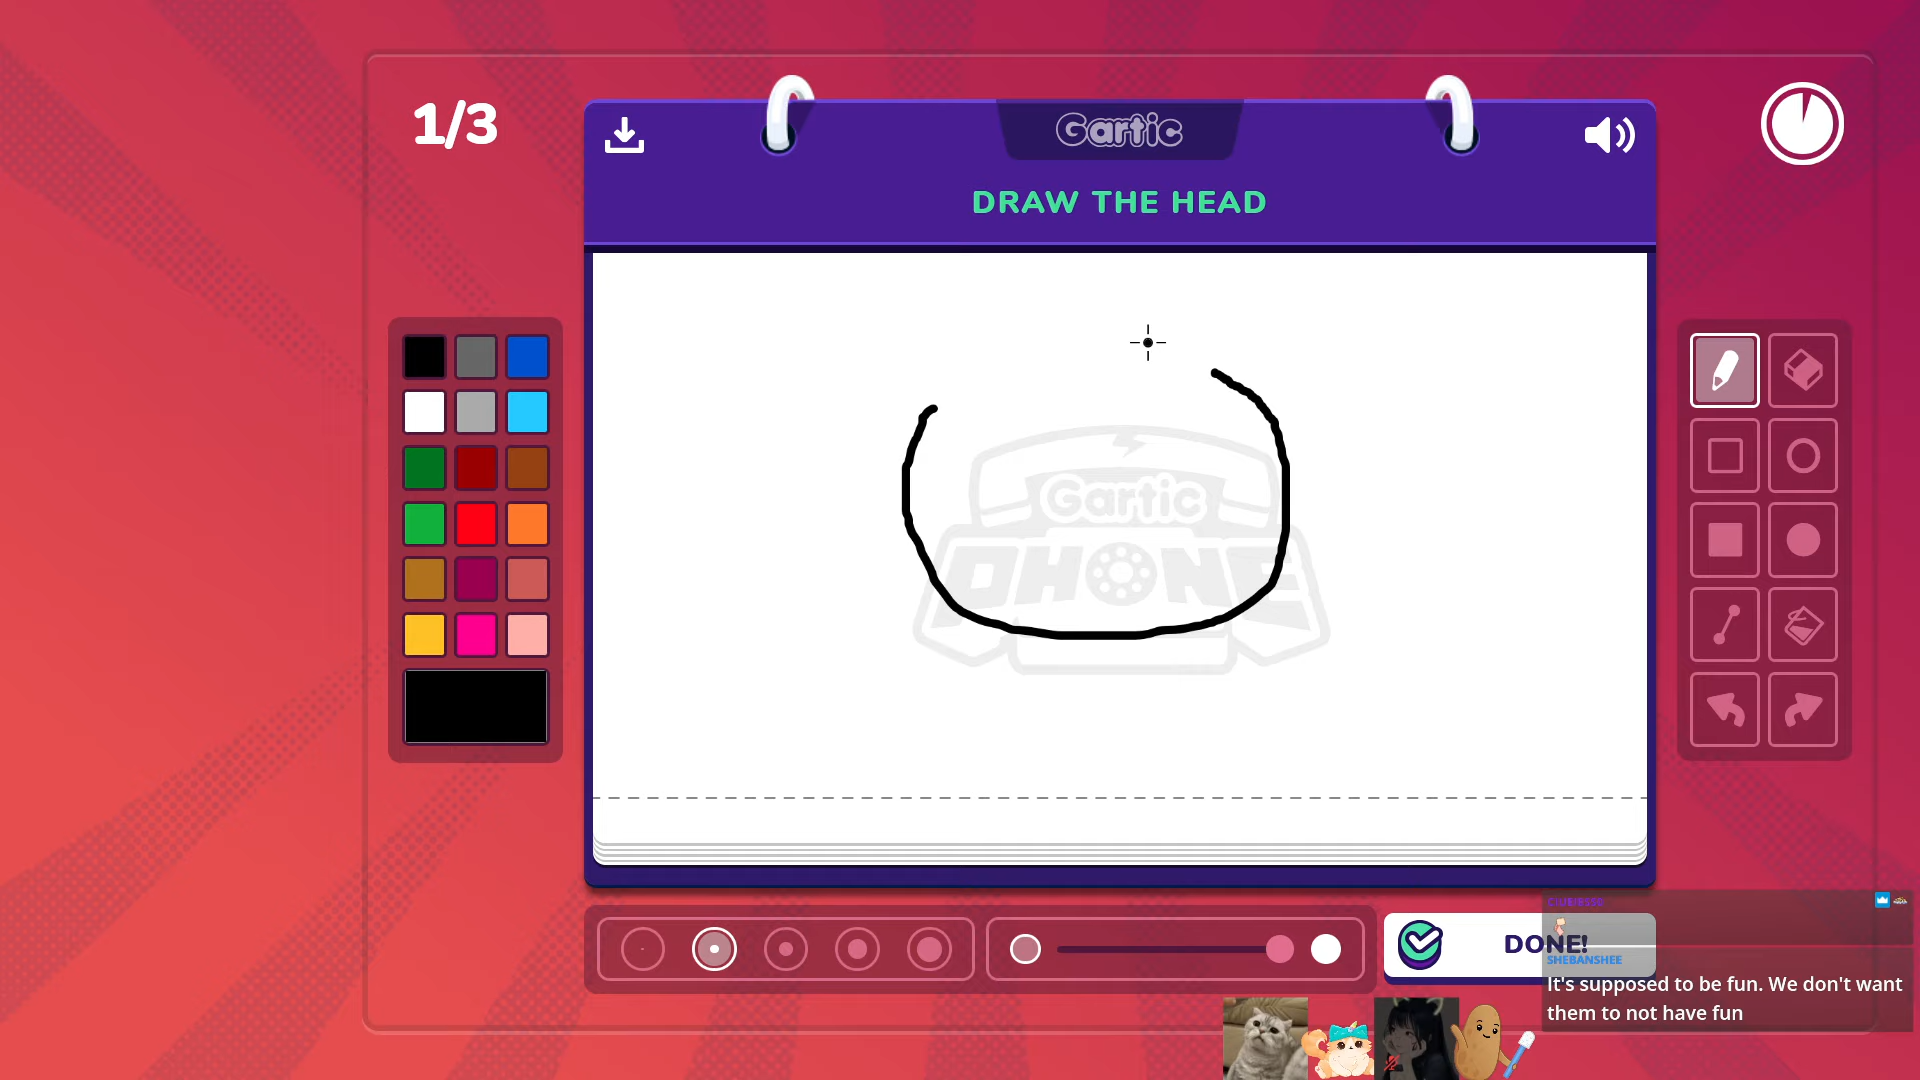 1/3
Gartic
DRAW THE HEAD
Gartic
PHONE
DONE!
SHEBANSHEE
It's supposed to be fun. We don't want
them to not have fun